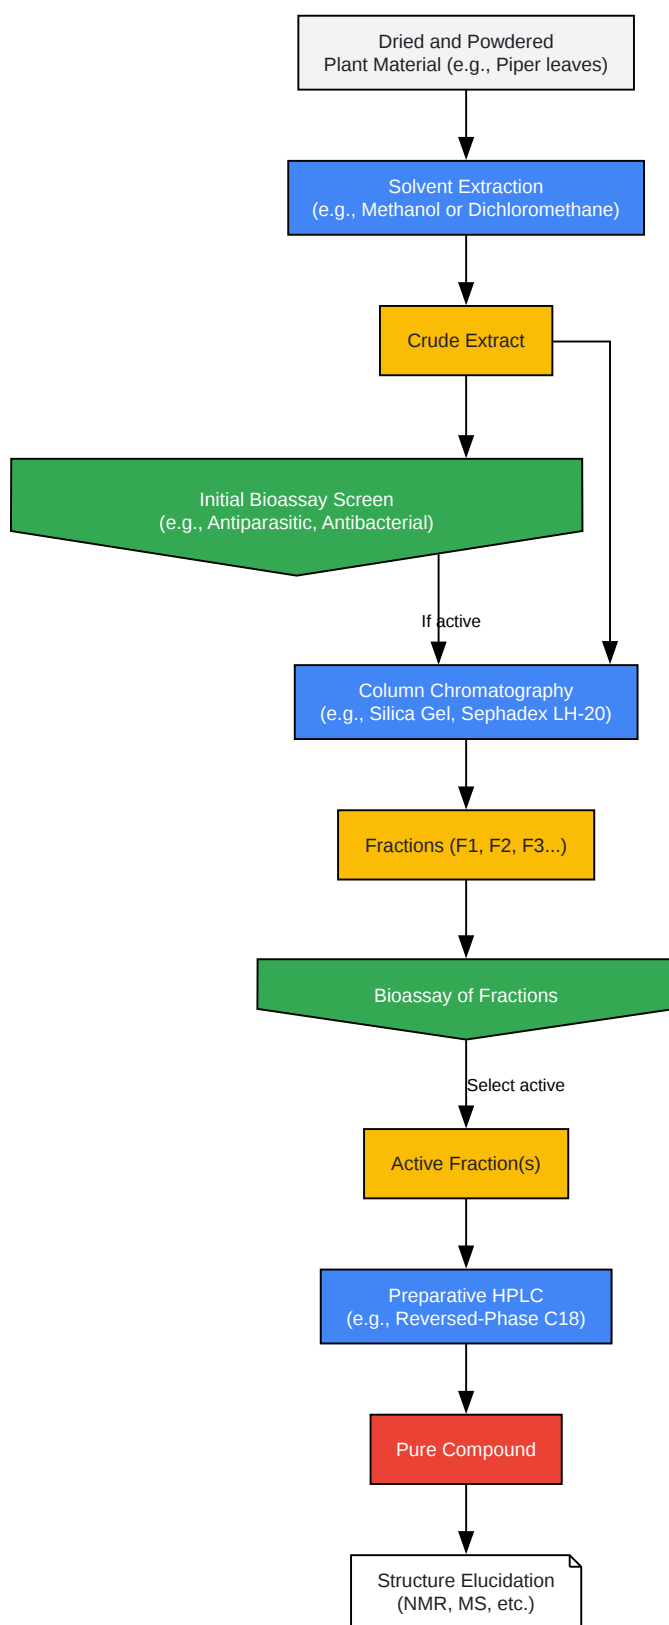 Dried and Powdered
Plant Material (e.g., Piper leaves)
Solvent Extraction
(e.g., Methanol or Dichloromethane)
Crude Extract
Initial Bioassay Screen
(e.g., Antiparasitic, Antibacterial)
If active
Column Chromatography
(e.g., Silica Gel, Sephadex LH-20)
Fractions (F1, F2, F3...)
Bioassay of Fractions
Select active
Active Fraction(s)
Preparative HPLC
(e.g., Reversed-Phase C18)
Pure Compound
Structure Elucidation
(NMR, MS, etc.)